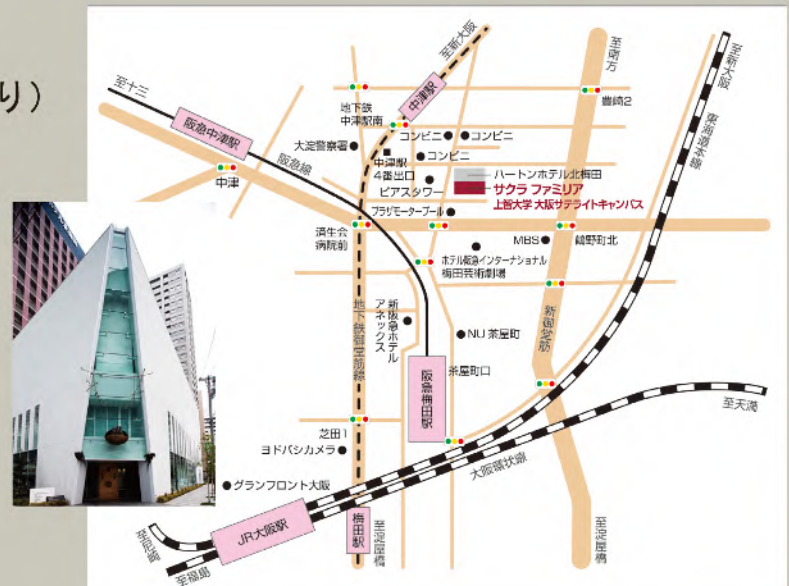 り)
至新大阪
至南方
至新大阪
至十三
中津駅
地下鉄
中津駅南
豊崎2
東海道本線
阪急中津駅
コンビニ
コンビニ
大淀警察署
阪急線
中津駅
4番出口
コンビニ
ハートンホテル北梅田
中津
ピアスタワー
サクラ ファミリア
上智大学 大阪サテライトキャンパス
プラザモータープール
済生会
病院前
MBS
鶴野町北
ホテル阪急インターナショナル
梅田芸術劇場
地下鉄御堂筋線
新阪急ホテル
アネックス
新御堂筋
NU 茶屋町
阪急梅田駅
茶屋町口
至天満
芝田1
ヨドバシカメラ
大阪環状線
グランフロント大阪
JR大阪駅
梅田駅
至淀屋橋
至淀屋橋
至尼崎
至福島